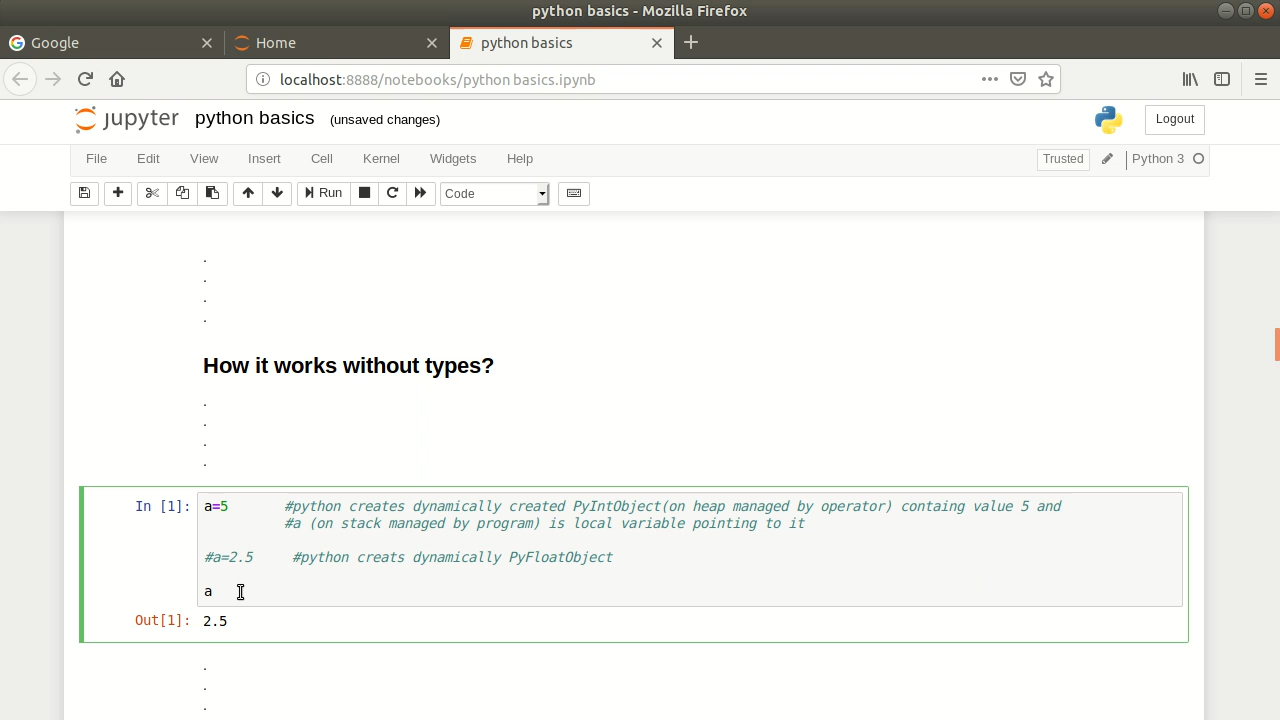 python basics - Mozilla Firefox
Google
Home
python basics
localhost:8888/notebooks/python basics.ipynb
jupyter python basics (unsaved changes)
Logout
File Edit View Insert Cell Kernel Widgets Help
Trusted
Python 3
Run
Code
.
.
.
.
How it works without types?
.
.
.
.
In [1]: a=5 #python creates dynamically created PyIntObject(on heap managed by operator) containg value 5 and
#a (on stack managed by program) is local variable pointing to it
#a=2.5 #python creats dynamically PyFloatObject
a
Out[1]: 2.5
.
.
.